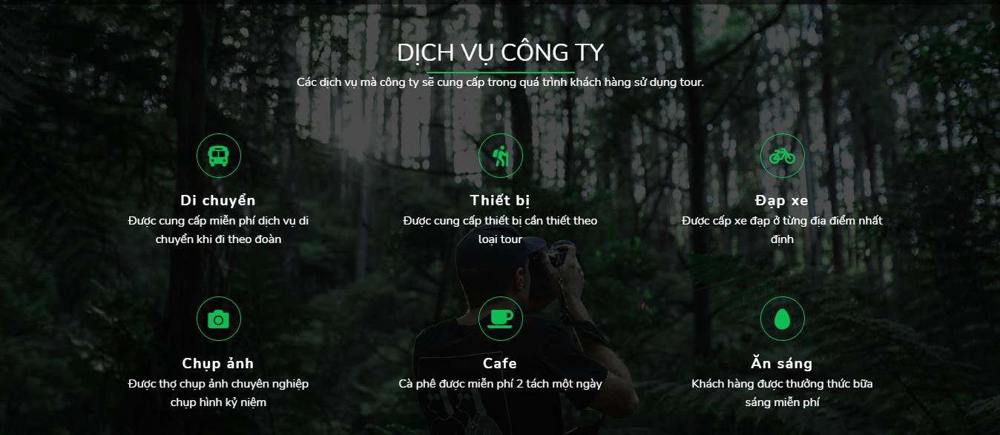 DỊCH VỤ CÔNG TY
Các dịch vụ mà công ty sẽ cung cấp trong quá trình khách hàng sử dụng tour.
Di chuyển
Được cung cấp miễn phí dịch vụ di
chuyển khi đi theo đoàn
Thiết bị
Được cung cấp thiết bị cần thiết theo
loại tour
Đạp xe
Được cấp xe đạp ở từng địa điểm nhất
định
Chụp ảnh
Được thợ chụp ảnh chuyên nghiệp
chụp hình kỷ niệm
Cafe
Cà phê được miễn phí 2 tách một ngày
Ăn sáng
Khách hàng được thưởng thức bữa
sáng miễn phí